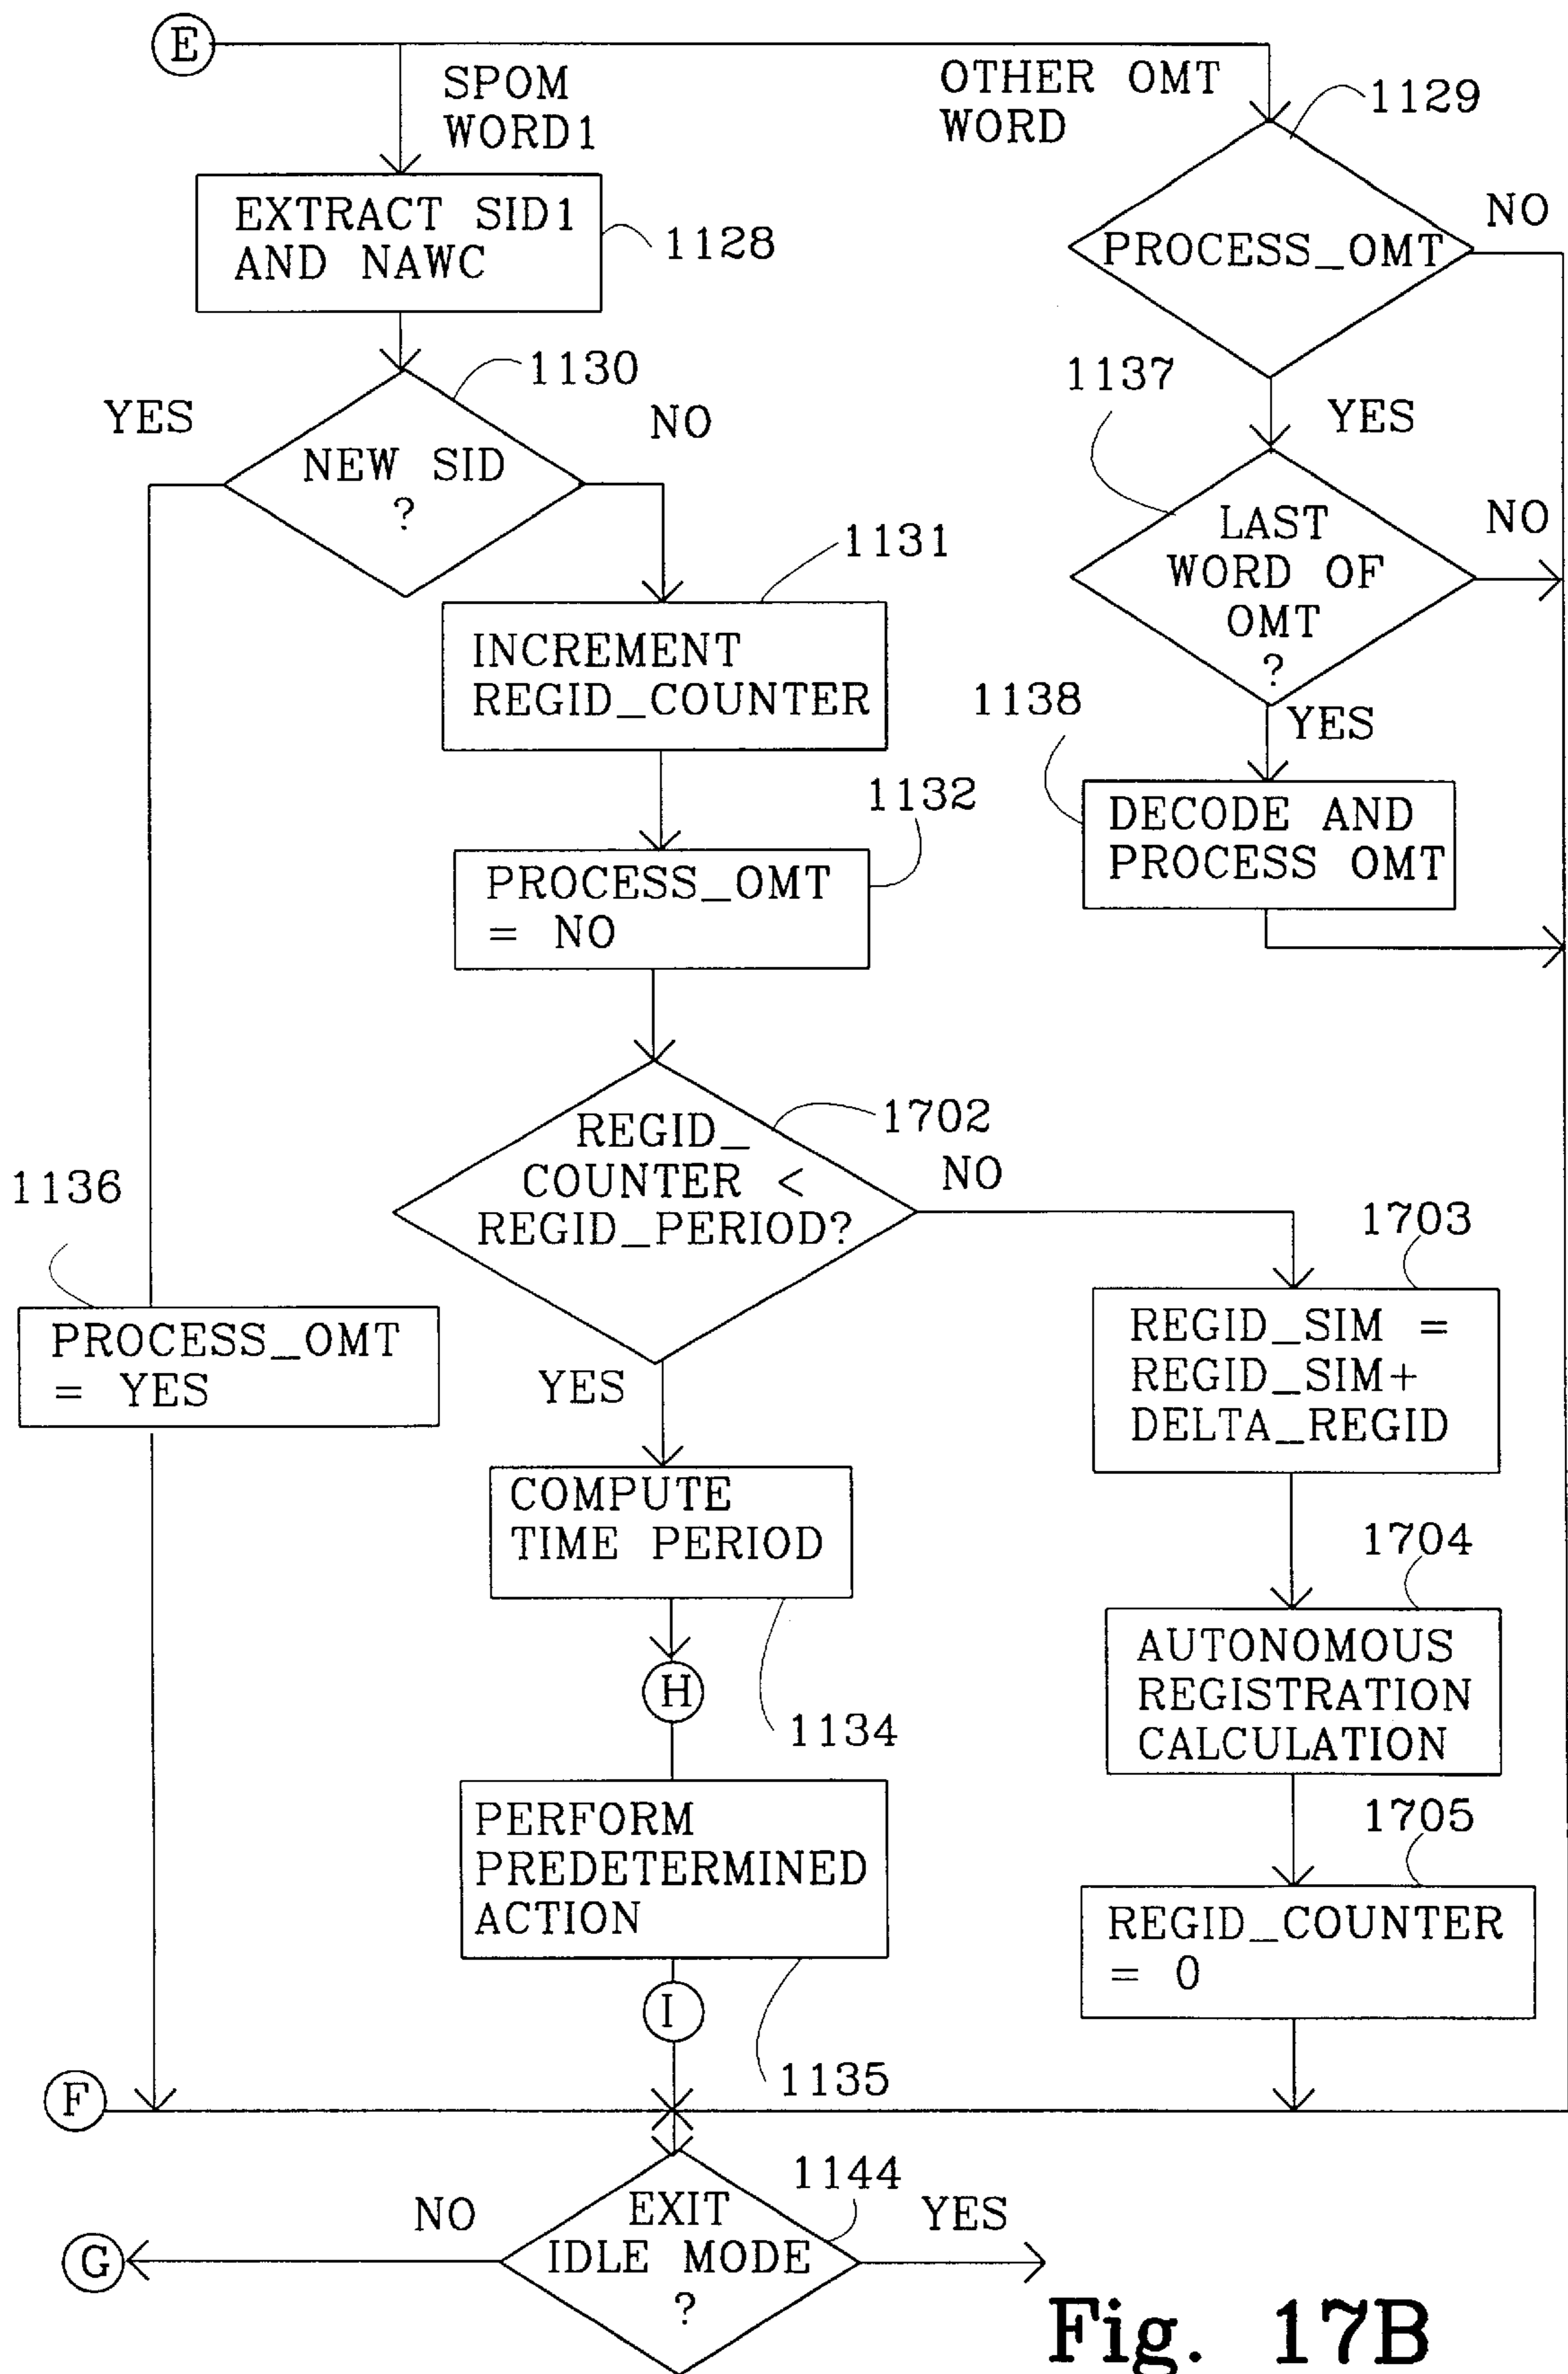 E
SPOM
WORD1
OTHER OMT
WORD
1129
EXTRACT SID1
AND NAWC
1128
PROCESS_OMT
NO
1130
YES
NO
NEW SID
?
1137
YES
LAST
WORD OF
OMT
?
NO
1131
INCREMENT
REGID_COUNTER
1138
YES
DECODE AND
PROCESS OMT
1132
PROCESS_OMT
= NO
1702
REGID_
COUNTER <
REGID_PERIOD?
NO
1136
PROCESS_OMT
= YES
YES
1703
REGID_SIM =
REGID_SIM+
DELTA_REGID
COMPUTE
TIME PERIOD
1134
H
1704
AUTONOMOUS
REGISTRATION
CALCULATION
PERFORM
PREDETERMINED
ACTION
1135
I
1705
REGID_COUNTER
= 0
F
1144
EXIT
IDLE MODE
?
NO
YES
G
Fig. 17B